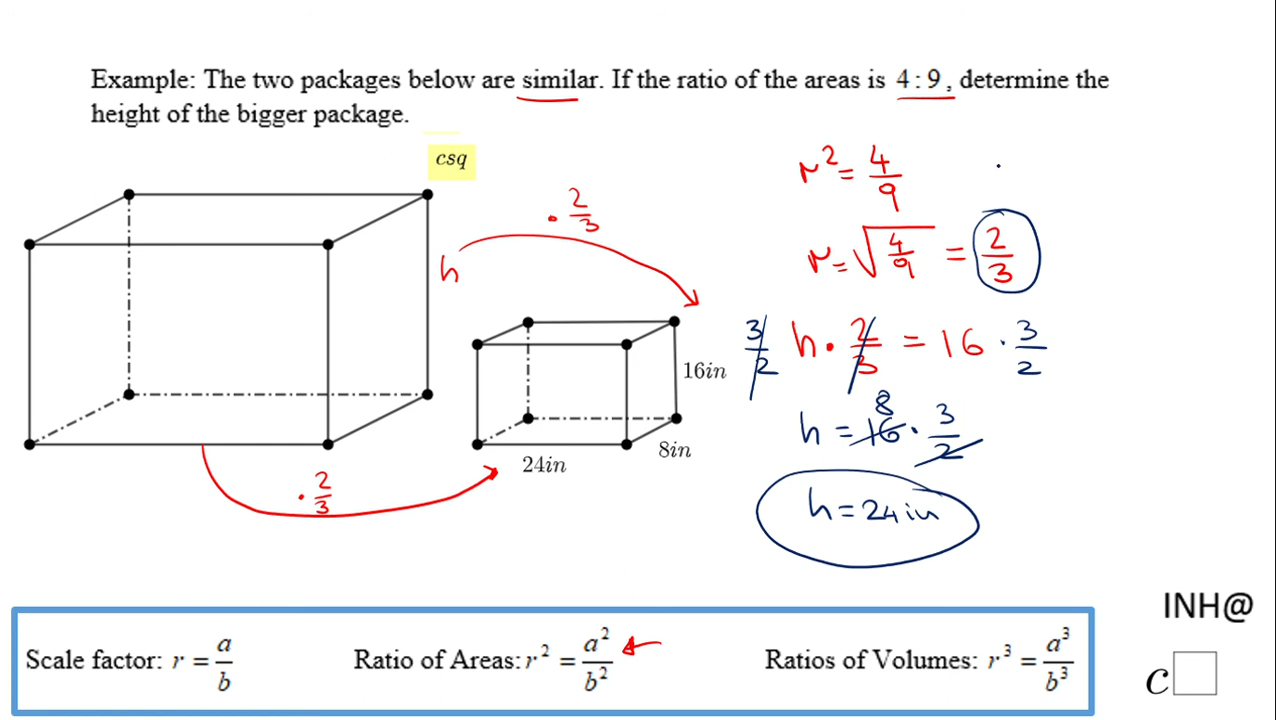 Example: The two packages below are similar. If the ratio of the areas is 4 : 9, determine the
height of the bigger package.
csq
· 2/3
h
16in
8in
24in
· 2/3
r² = 4/9
r = √(4/9) = 2/3
3/2 h · 2/3 = 16 · 3/2
8
h = 16 · 3/2
h = 24in
INH@
Scale factor: r = a/b
Ratio of Areas: r² = a²/b²
Ratios of Volumes: r³ = a³/b³
c□